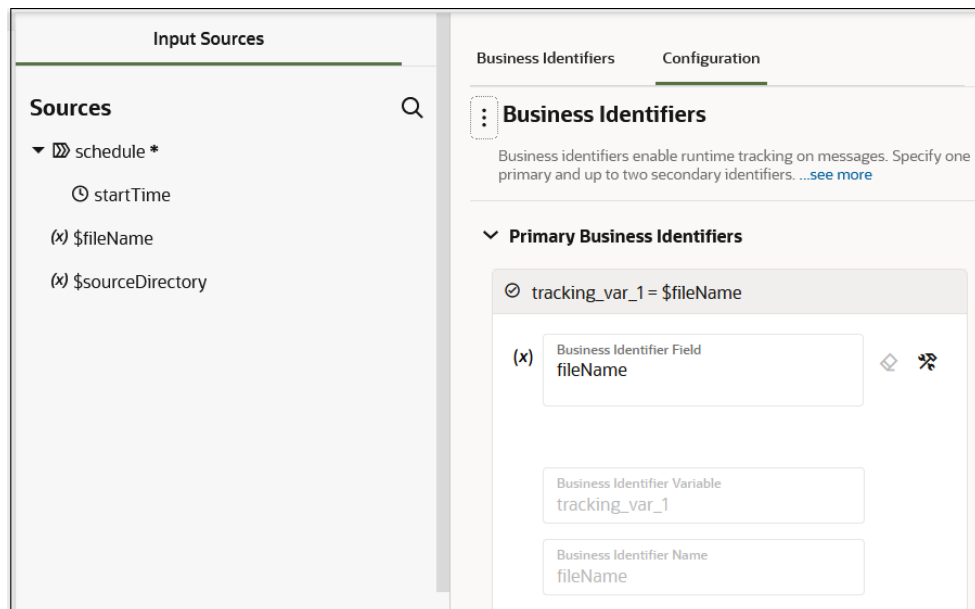 Input Sources
Sources
schedule *
startTime
(x) $fileName
(x) $sourceDirectory
Business Identifiers
Configuration
Business Identifiers
Business identifiers enable runtime tracking on messages. Specify one
primary and up to two secondary identifiers. ...see more
Primary Business Identifiers
tracking_var_1 = $fileName
(x)
Business Identifier Field
fileName
Business Identifier Variable
tracking_var_1
Business Identifier Name
fileName